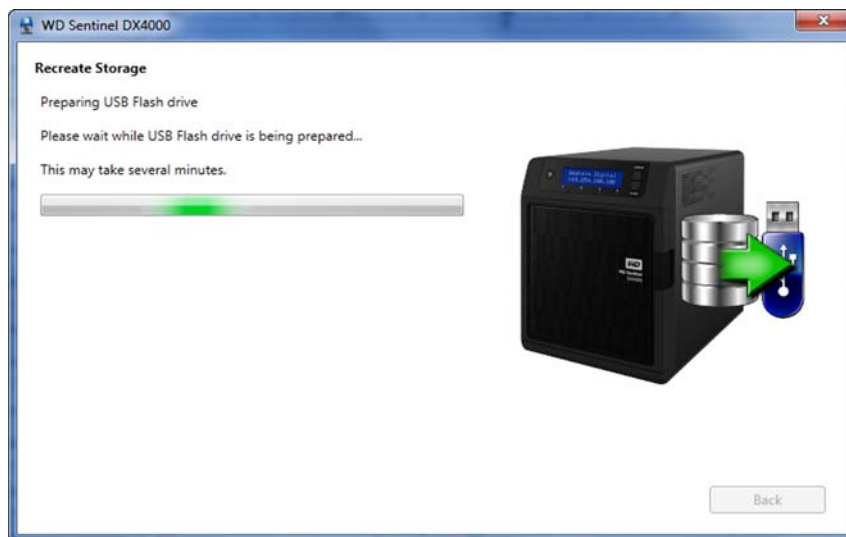 WD Sentinel DX4000
Recreate Storage
Preparing USB Flash drive
Please wait while USB Flash drive is being prepared...
This may take several minutes.
WD
Back